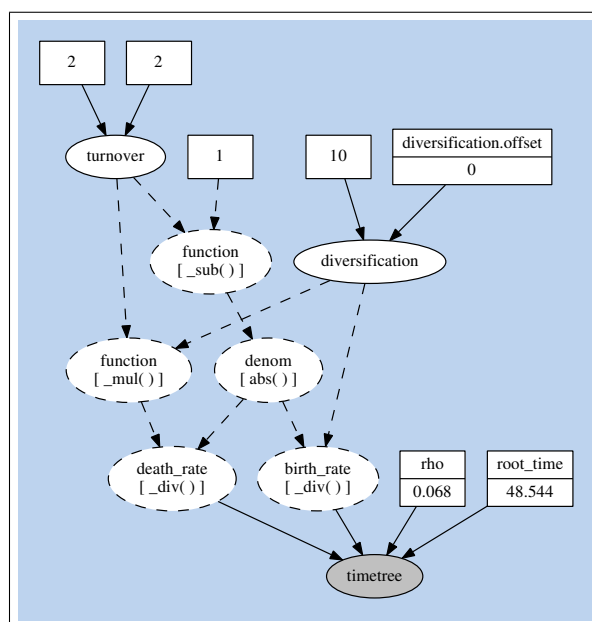 2
2
turnover
1
10
diversification.offset
0
function
[ _sub( ) ]
diversification
function
[ _mul( ) ]
denom
[ abs( ) ]
death_rate
[ _div( ) ]
birth_rate
[ _div( ) ]
rho
0.068
root_time
48.544
timetree